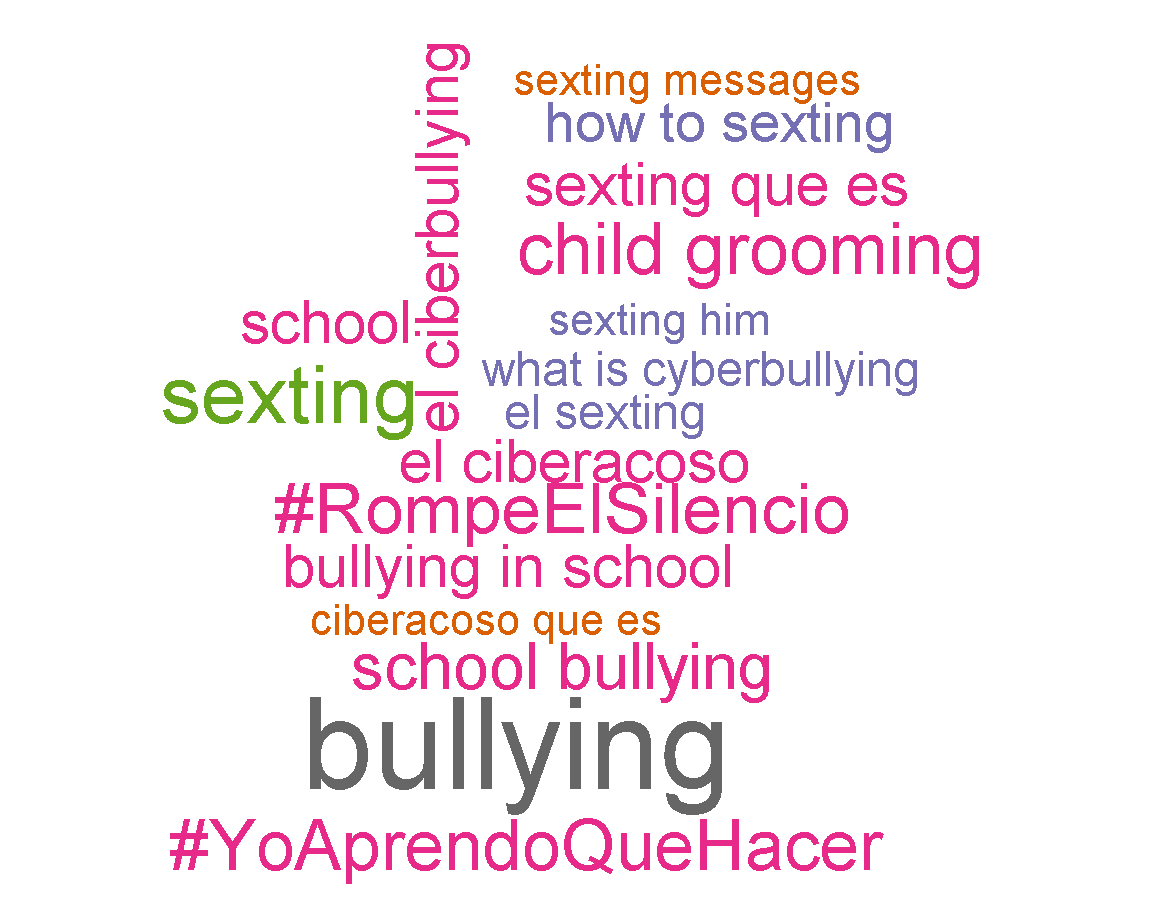 sexting messages
how to sexting
sexting que es
child grooming
el ciberbullying
school
sexting him
sexting
what is cyberbullying
el sexting
el ciberacoso
#RompeElSilencio
bullying in school
ciberacoso que es
school bullying
bullying
#YoAprendoQueHacer